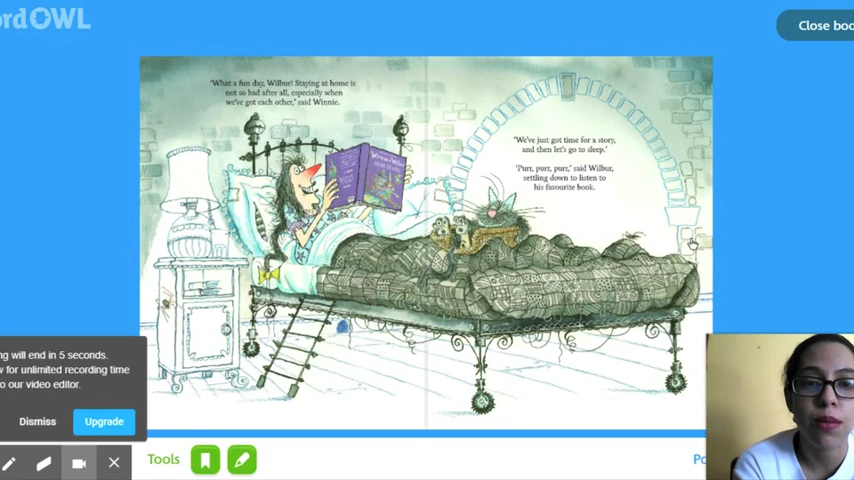 ord OWL
Close boo
'What a fun day, Wilbur! Staying at home is
not so bad after all, especially when
we've got each other,' said Winnie.
'We've just got time for a story,
and then let's go to sleep.'
'Purr, purr, purr,' said Wilbur,
settling down to listen to
his favourite book.
ng will end in 5 seconds.
w for unlimited recording time
o our video editor.
Dismiss
Upgrade
Tools